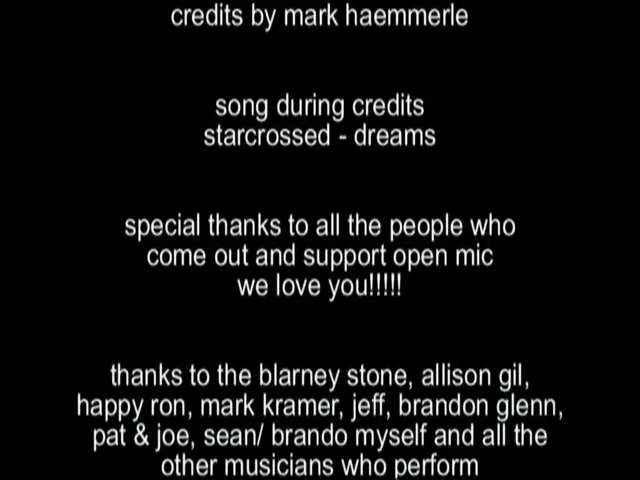 credits by mark haemmerle
song during credits
starcrossed - dreams
special thanks to all the people who
come out and support open mic
we love you!!!!!
thanks to the blarney stone, allison gil,
happy ron, mark kramer, jeff, brandon glenn,
pat & joe, sean/ brando myself and all the
other musicians who perform